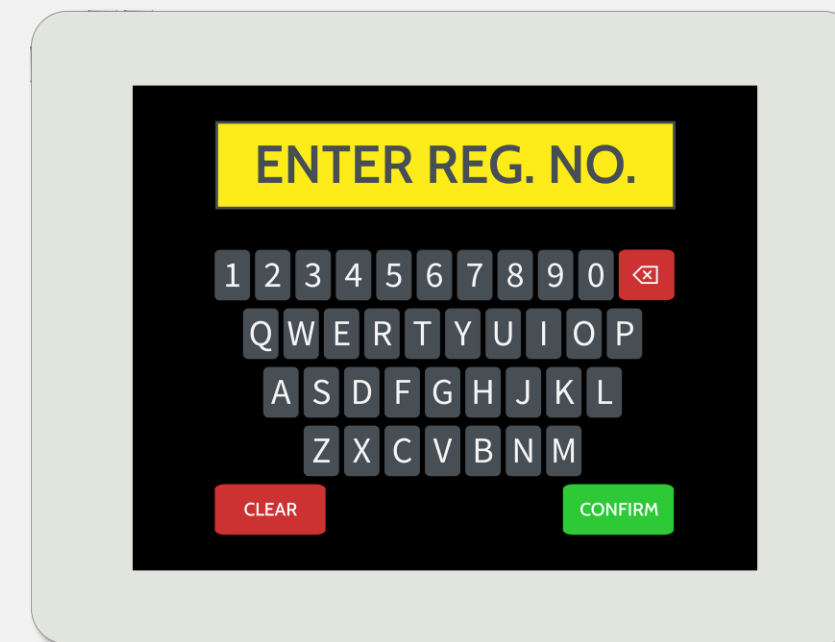 ENTER REG. NO.
1 2 3 4 5 6 7 8 9 0
Q W E R T Y U I O P
A S D F G H J K L
Z X C V B N M
CLEAR CONFIRM